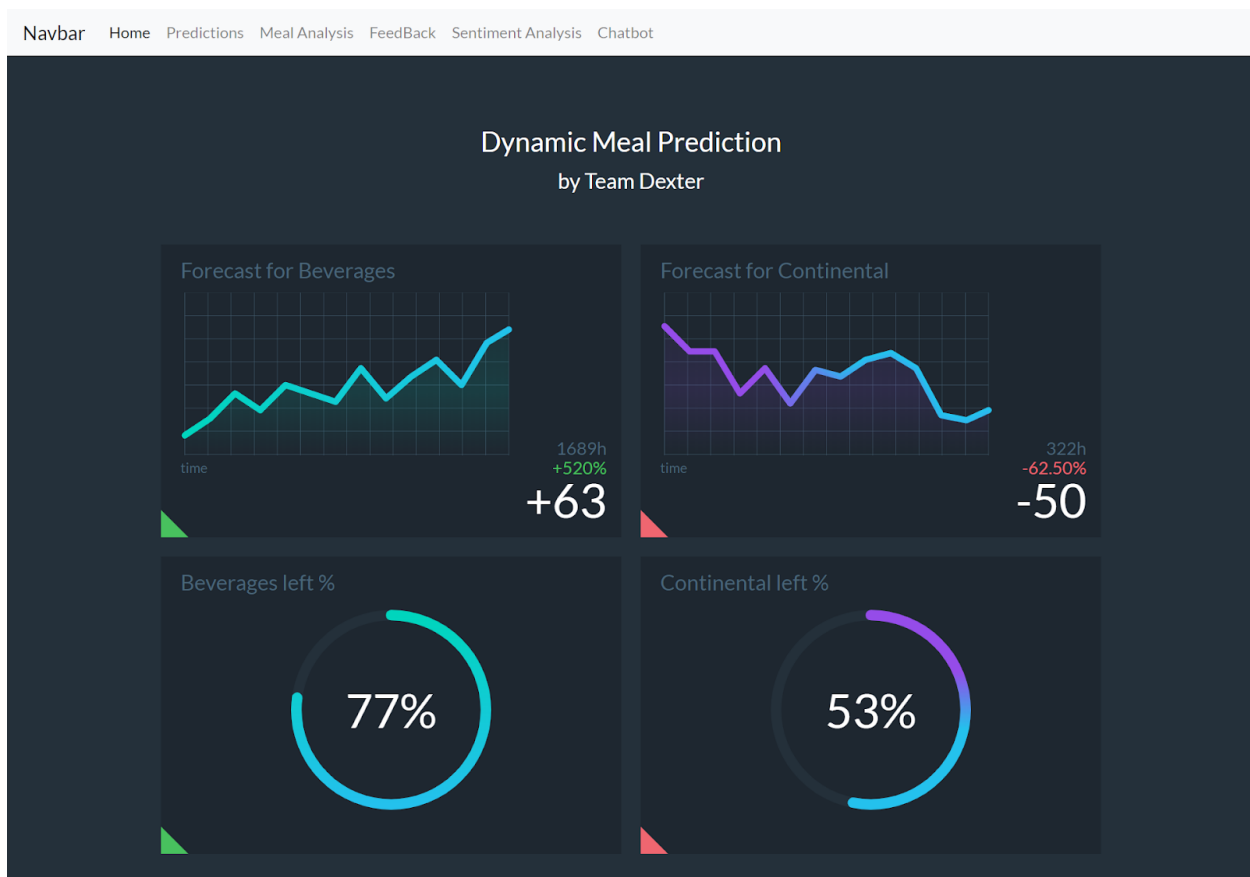 Navbar Home Predictions Meal Analysis FeedBack Sentiment Analysis Chatbot
Dynamic Meal Prediction
by Team Dexter
Forecast for Beverages
time
1689h
+520%
+63
Forecast for Continental
time
322h
-62.50%
-50
Beverages left %
77%
Continental left %
53%